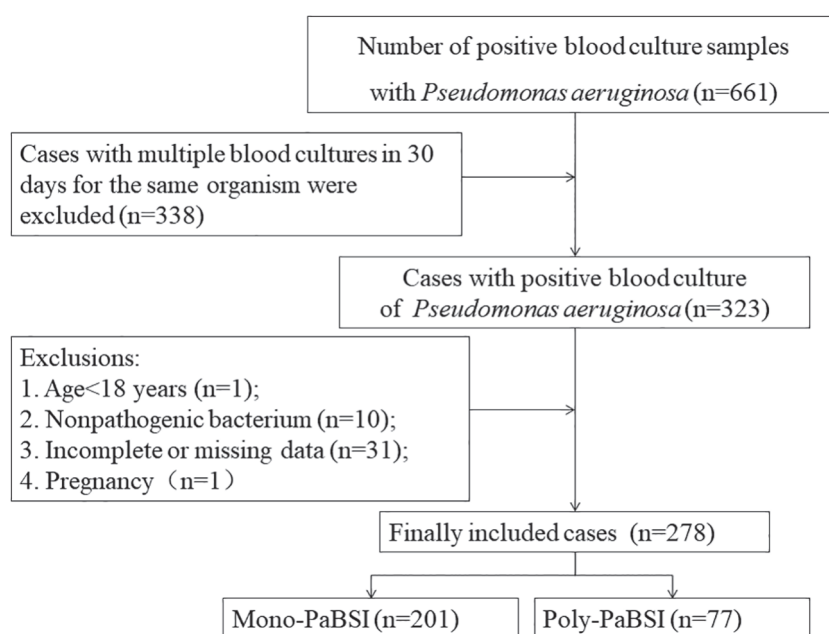 Number of positive blood culture samples
with Pseudomonas aeruginosa (n=661)
Cases with multiple blood cultures in 30
days for the same organism were
excluded (n=338)
Cases with positive blood culture
of Pseudomonas aeruginosa (n=323)
Exclusions:
1. Age<18 years (n=1);
2. Nonpathogenic bacterium (n=10);
3. Incomplete or missing data (n=31);
4. Pregnancy（n=1）
Finally included cases (n=278)
Mono-PaBSI (n=201)
Poly-PaBSI (n=77)